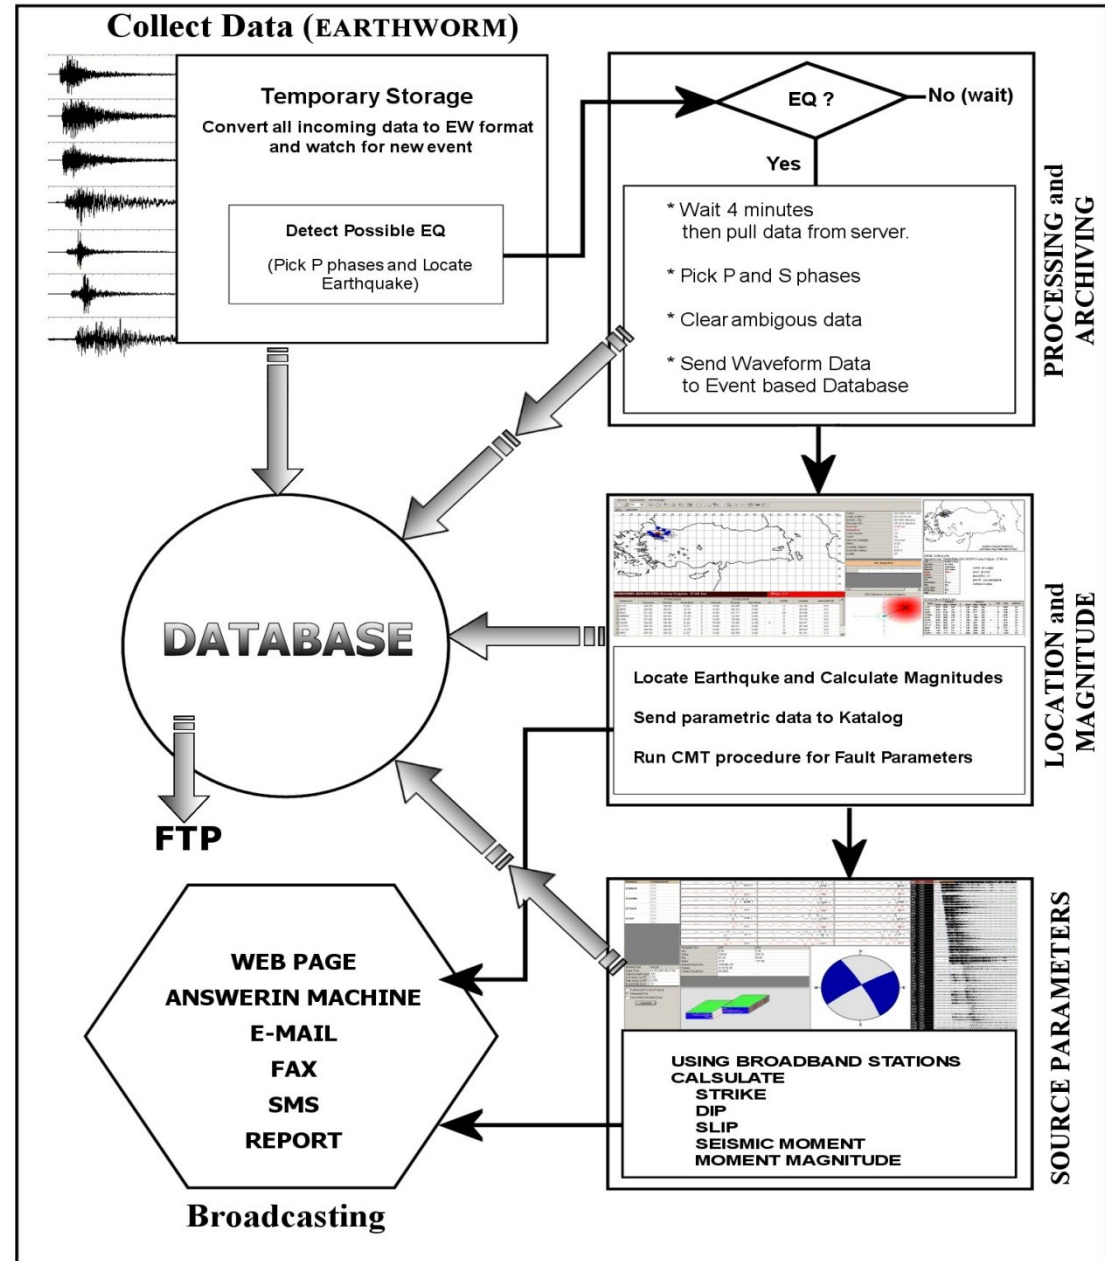 Collect Data (EARTHWORM)
Temporary Storage
Convert all incoming data to EW format
and watch for new event
Detect Possible EQ
(Pick P phases and Locate
Earthquake)
EQ ?
No (wait)
Yes
* Wait 4 minutes
then pull data from server.
* Pick P and S phases
* Clear ambigous data
* Send Waveform Data
to Event based Database
PROCESSING and
ARCHIVING
DATABASE
FTP
Locate Earthquke and Calculate Magnitudes
Send parametric data to Katalog
Run CMT procedure for Fault Parameters
LOCATION and
MAGNITUDE
WEB PAGE
ANSWERIN MACHINE
E-MAIL
FAX
SMS
REPORT
Broadcasting
USING BROADBAND STATIONS
CALSULATE
STRIKE
DIP
SLIP
SEISMIC MOMENT
MOMENT MAGNITUDE
SOURCE PARAMETERS